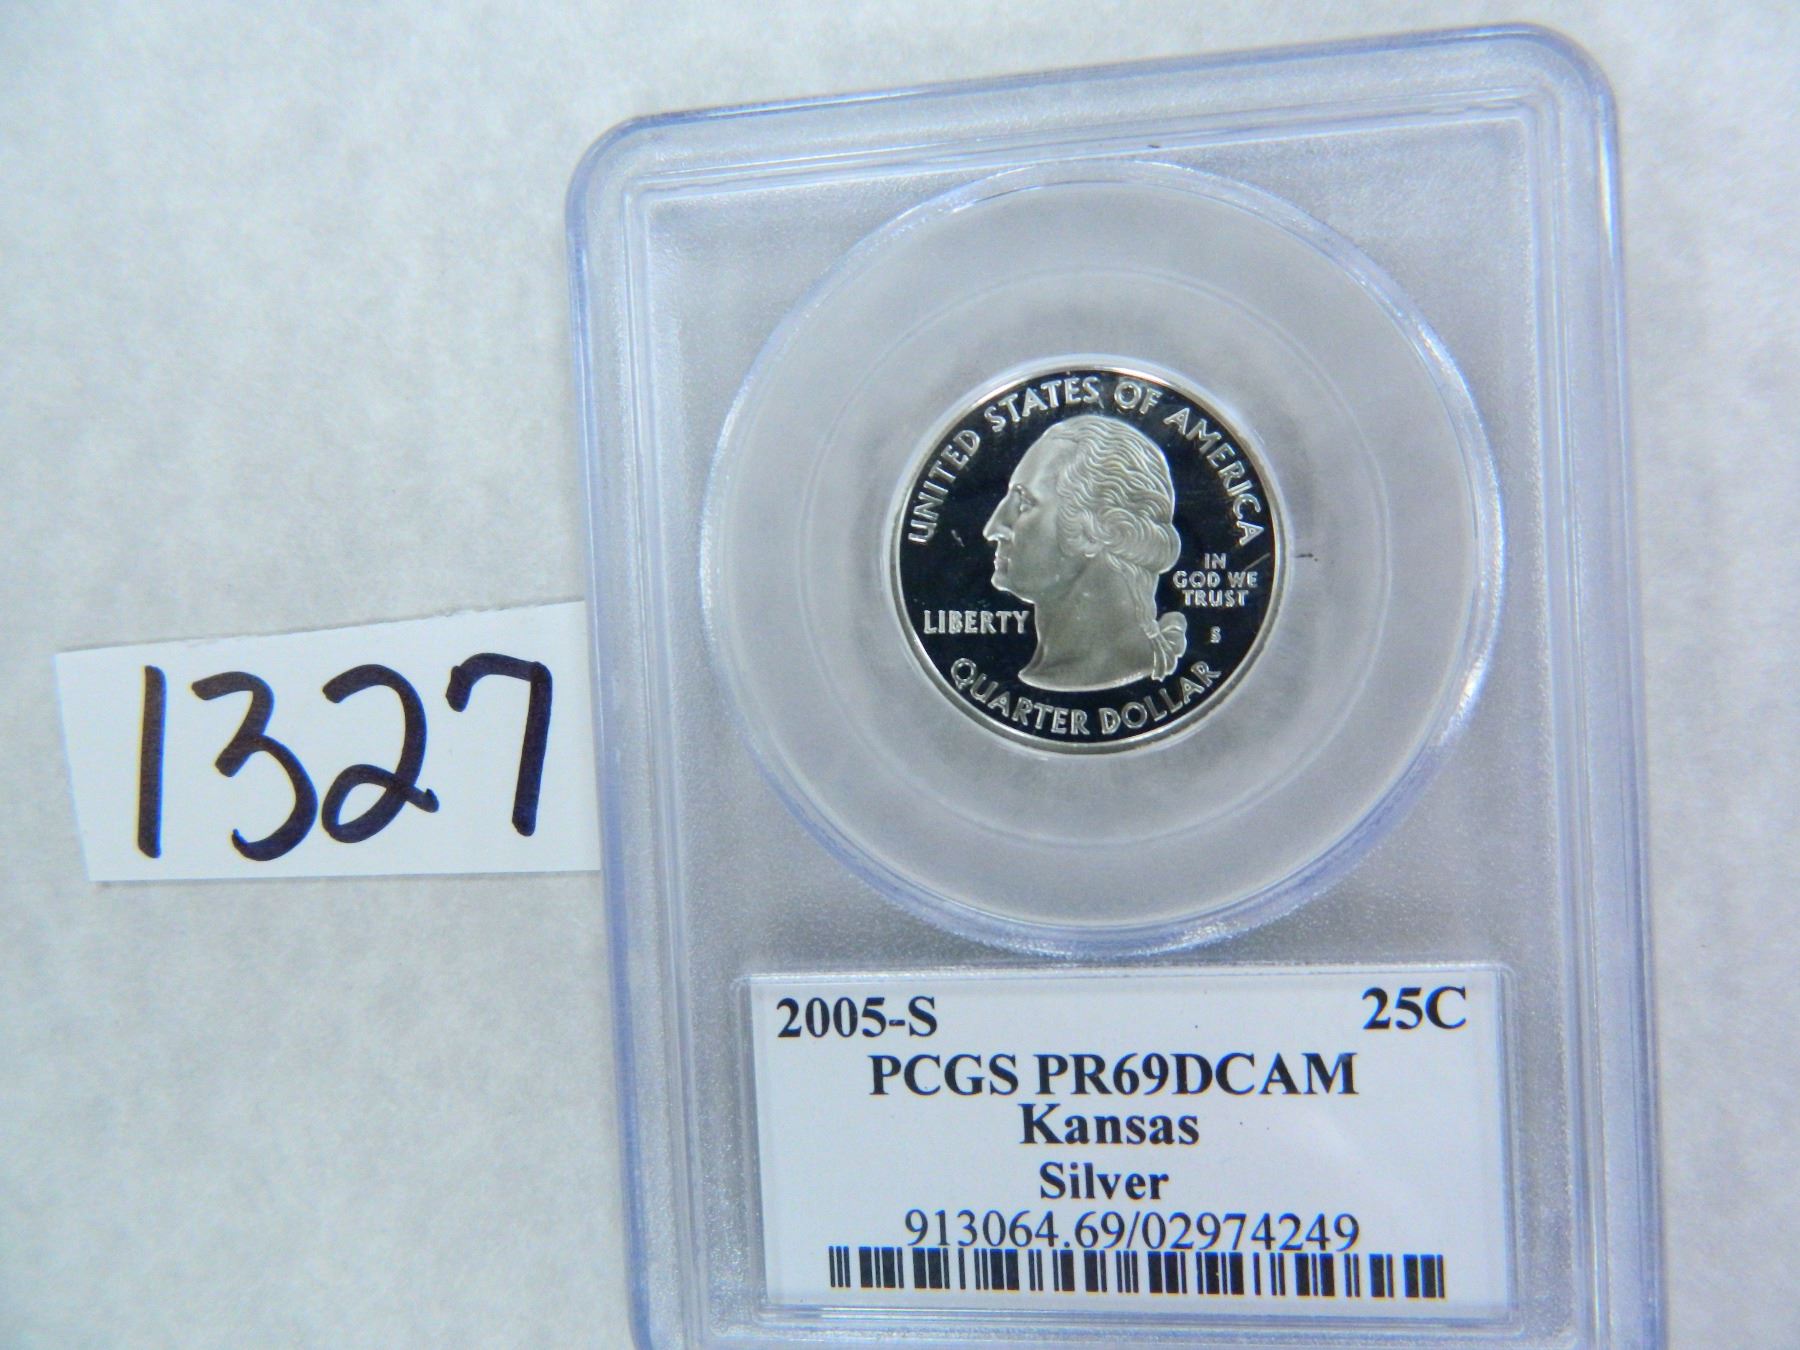 1327
UNITED STATES OF AMERICA
IN
GOD WE
TRUST
LIBERTY
S
QUARTER DOLLAR
2005-S 25C
PCGS PR69DCAM
Kansas
Silver
913064.69/02974249